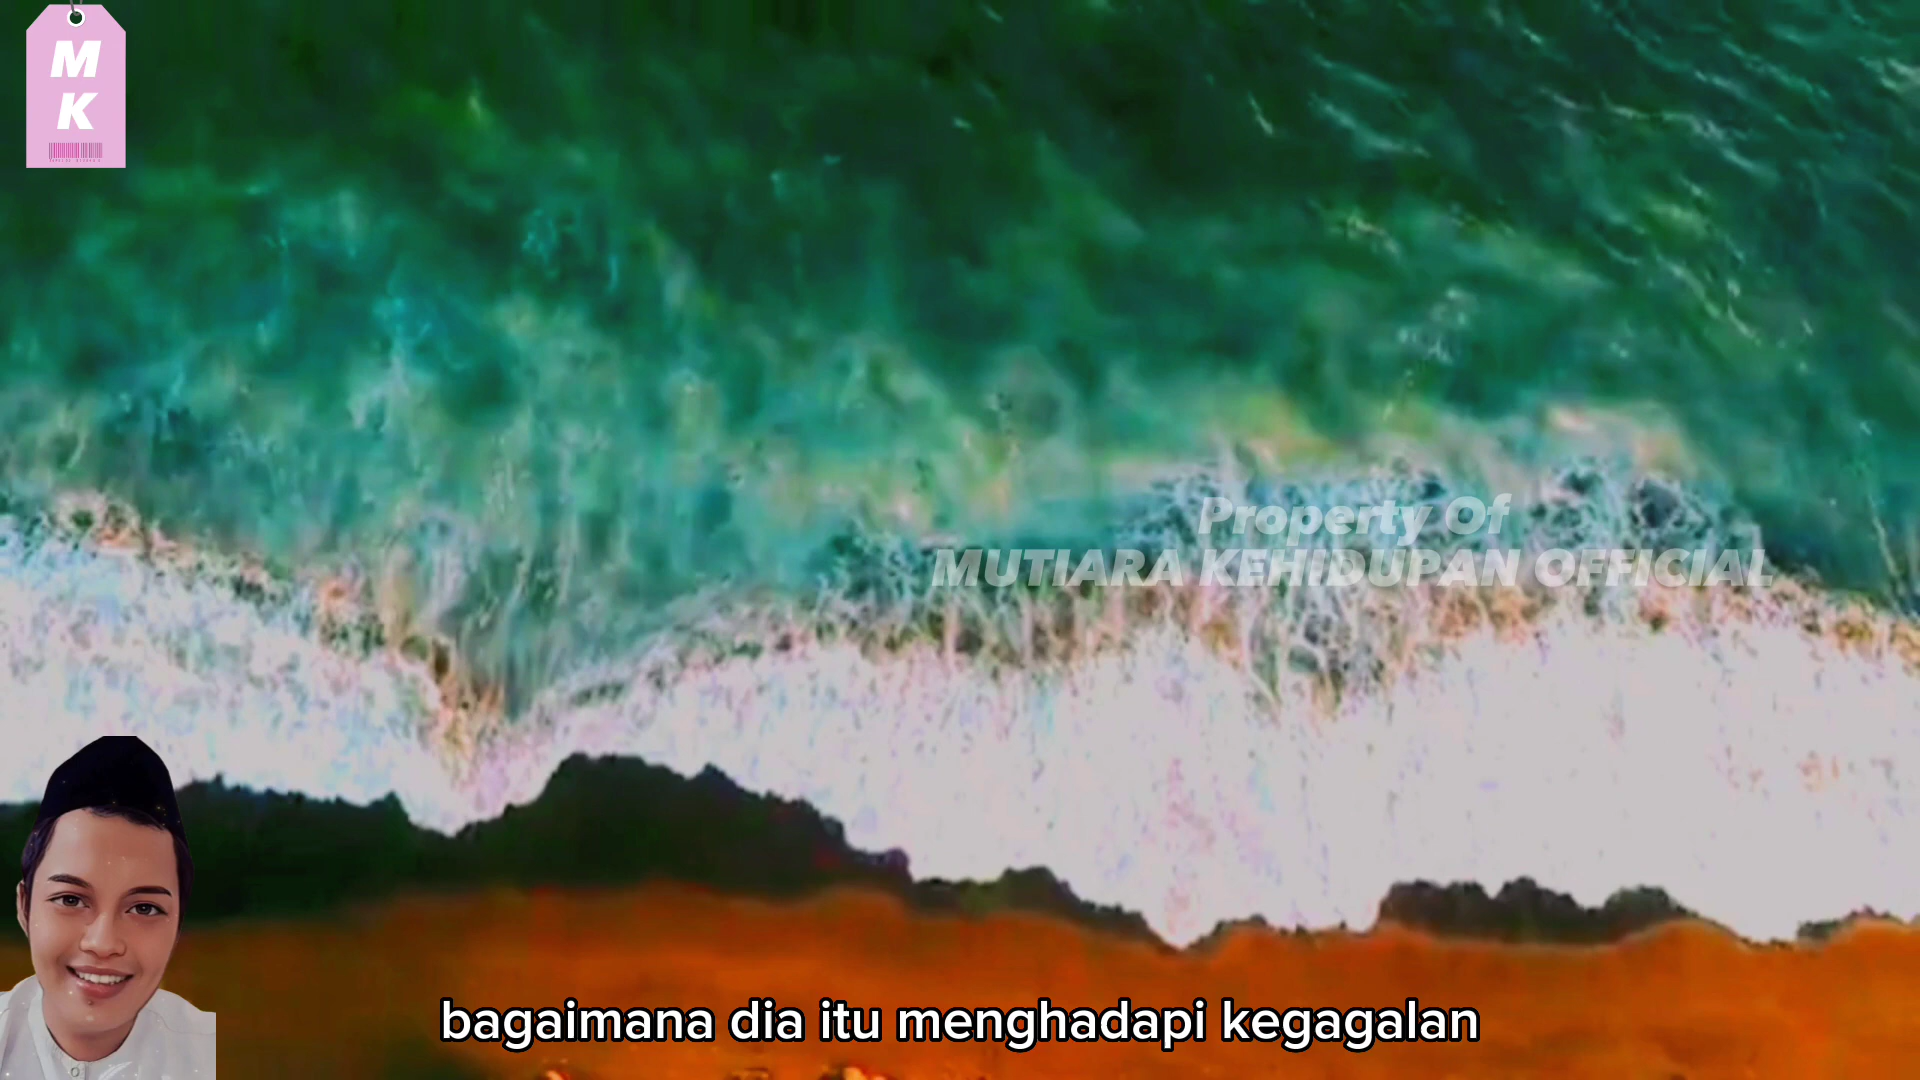 M
K
Property Of
MUTIARA KEHIDUPAN OFFICIAL
bagaimana dia itu menghadapi kegagalan